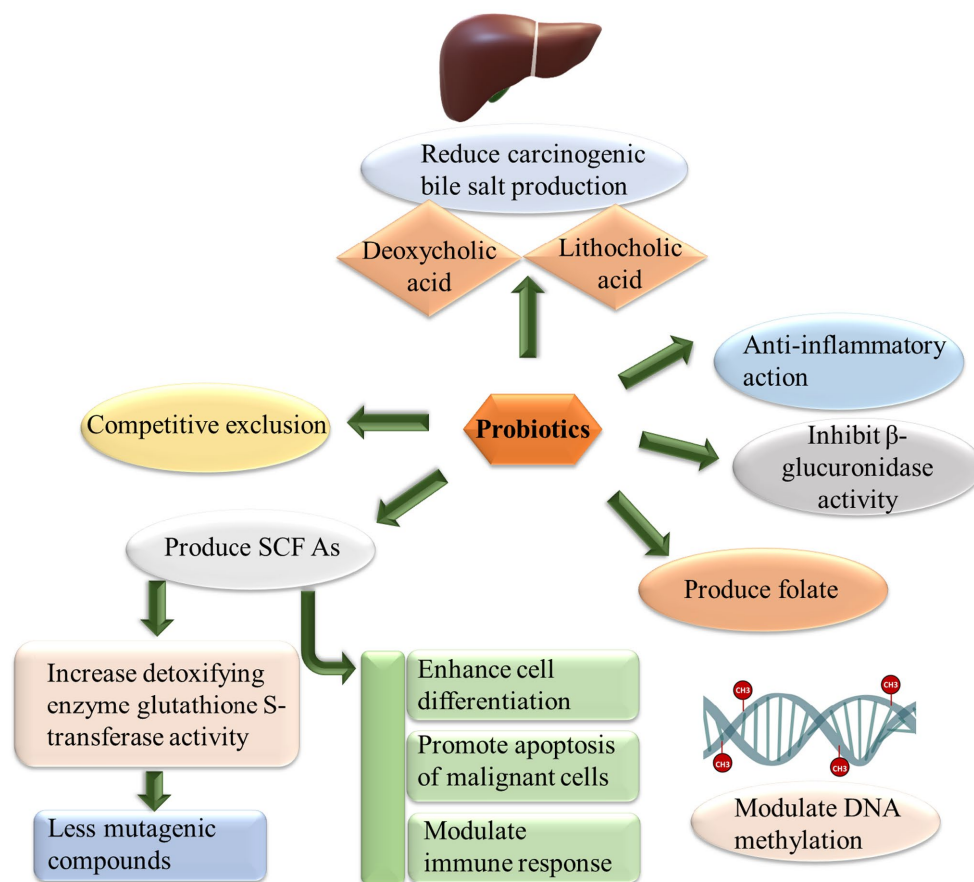 Reduce carcinogenic
bile salt production
Deoxycholic
acid
Lithocholic
acid
Anti-inflammatory
action
Competitive exclusion
Probiotics
Inhibit β-
glucuronidase
activity
Produce SCF As
Produce folate
Increase detoxifying
enzyme glutathione S-
transferase activity
Less mutagenic
compounds
Enhance cell
differentiation
Promote apoptosis
of malignant cells
Modulate
immune response
CH3
CH3
CH3
CH3
Modulate DNA
methylation